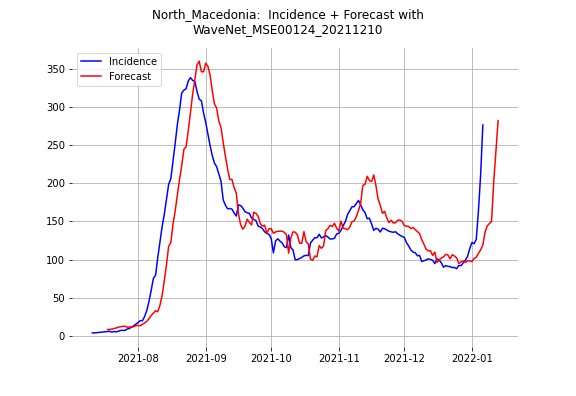 North_Macedonia:  Incidence + Forecast with
WaveNet_MSE00124_20211210
Incidence
Forecast
350
300
250
200
150
100
50
0
2021-08 2021-09 2021-10 2021-11 2021-12 2022-01